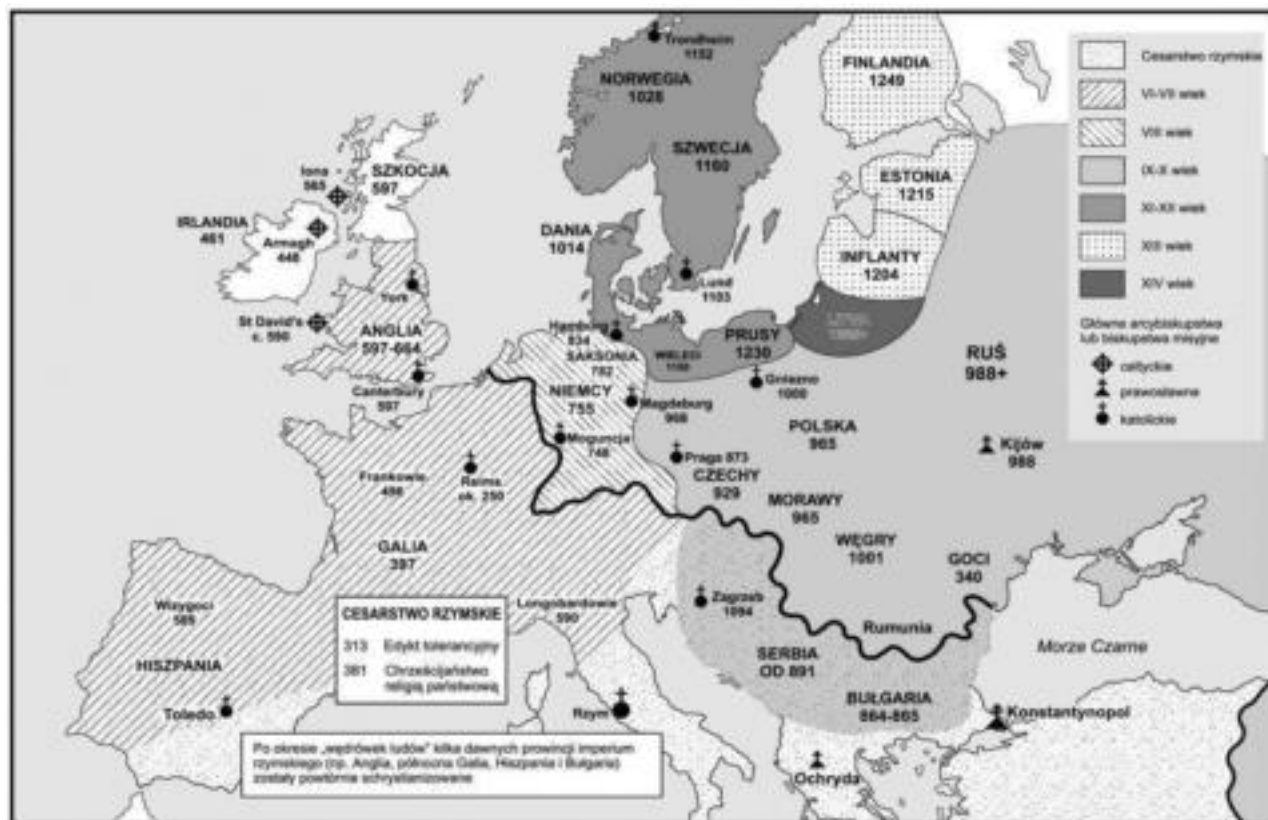 Trondheim
1152
NORWEGIA
1028
FINLANDIA
1249
SZWECJA
1160
ESTONIA
1215
INFLANTY
1204
Iona
565
SZKOCJA
597
IRLANDIA
461
Armagh
448
DANIA
1014
Lund
1103
York
St David's
c. 590
ANGLIA
597-664
Canterbury
597
Hamburg
834
SAKSONIA
782
WIELECI
PRUSY
1230
NIEMCY
755
Magdeburg
968
Gniezno
1000
RUŚ
988+
POLSKA
965
Kijów
988
Moguncja
748
Praga 873
CZECHY
929
MORAWY
965
WĘGRY
1001
GOCI
340
Frankowie
496
Reims
ok. 250
GALIA
397
Wizygoci
589
HISZPANIA
Toledo
Longobardowie
590
Zagrzeb
1094
Rumunia
SERBIA
OD 891
BUŁGARIA
864-865
Morze Czarne
Konstantynopol
Ochryda
Rzym
CESARSTWO RZYMSKIE
313 Edykt tolerancyjny
381 Chrześcijaństwo
religią państwową
Po okresie „wędrówek ludów” kilka dawnych prowincji imperium
rzymskiego (np. Anglia, północna Galia, Hiszpania i Bułgaria)
zostały powtórnie schrystianizowane
Cesarstwo rzymskie
VI-VII wiek
VIII wiek
IX-X wiek
XI-XII wiek
XIII wiek
XIV wiek
Główne arcybiskupstwa
lub biskupstwa misyjne
celtyckie
prawosławne
katolickie